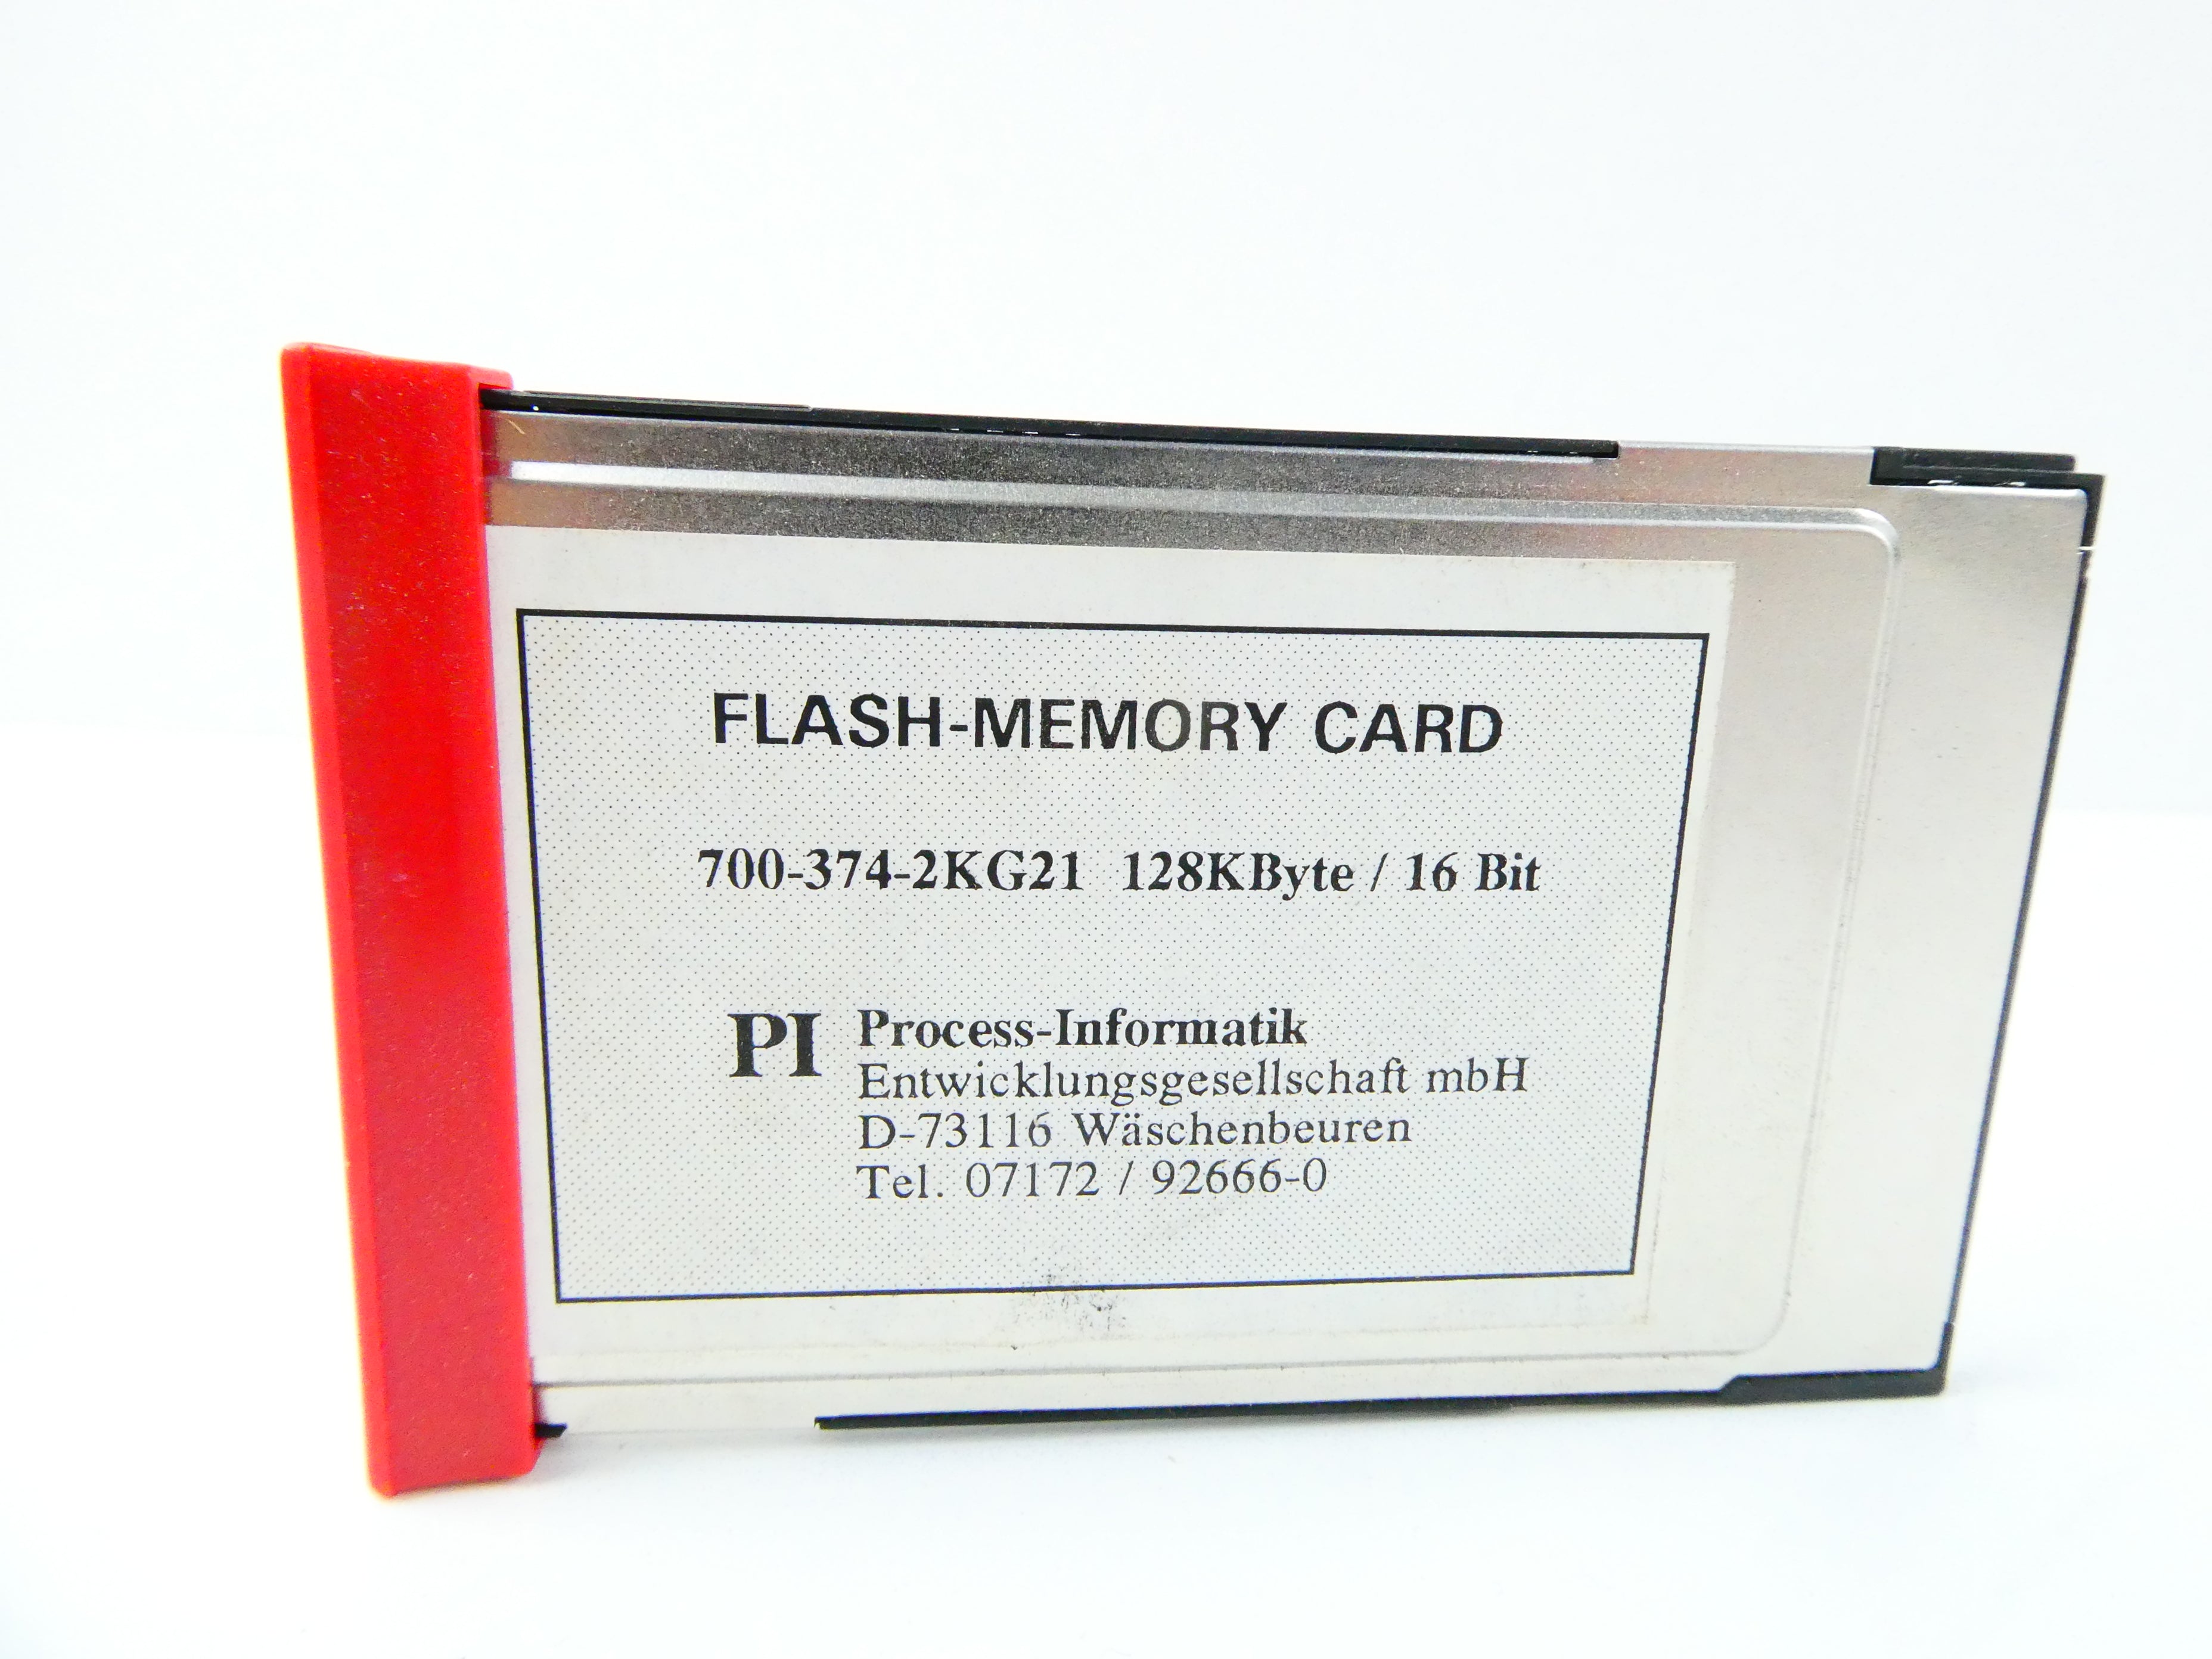 FLASH-MEMORY CARD
700-374-2KG21 128KByte / 16 Bit
PI Process-Informatik
Entwicklungsgesellschaft mbH
D-73116 Wäschenbeuren
Tel. 07172 / 92666-0